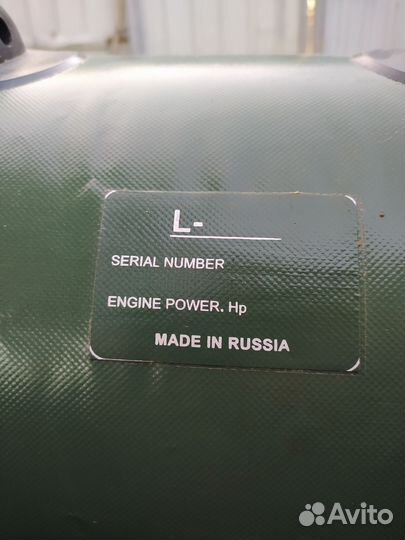 L-
SERIAL NUMBER
ENGINE POWER. Hp
MADE IN RUSSIA
Avito